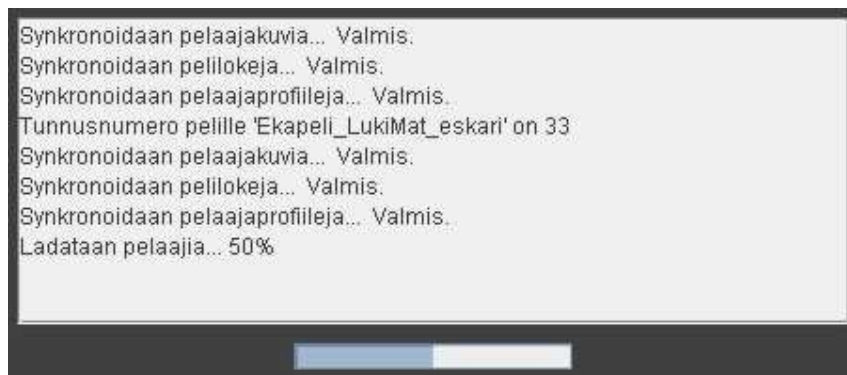 Synkronoidaan pelaajakuvia... Valmis.
Synkronoidaan pelilokeja... Valmis.
Synkronoidaan pelaajaprofiileja... Valmis.
Tunnusnumero pelille 'Ekapeli_LukiMat_eskari' on 33
Synkronoidaan pelaajakuvia... Valmis.
Synkronoidaan pelilokeja... Valmis.
Synkronoidaan pelaajaprofiileja... Valmis.
Ladataan pelaajia... 50%